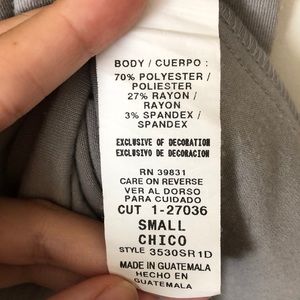 BODY / CUERPO :
70% POLYESTER /
POLIESTER
27% RAYON /
RAYON
3% SPANDEX /
SPANDEX
EXCLUSIVE OF DECORATION
EXCLUSIVO DE DECORACION
RN 39831
CARE ON REVERSE
VER AL DORSO
PARA CUIDADO
CUT 1-27036
SMALL
CHICO
STYLE 3530SR1D
MADE IN GUATEMALA
HECHO EN
GUATEMALA